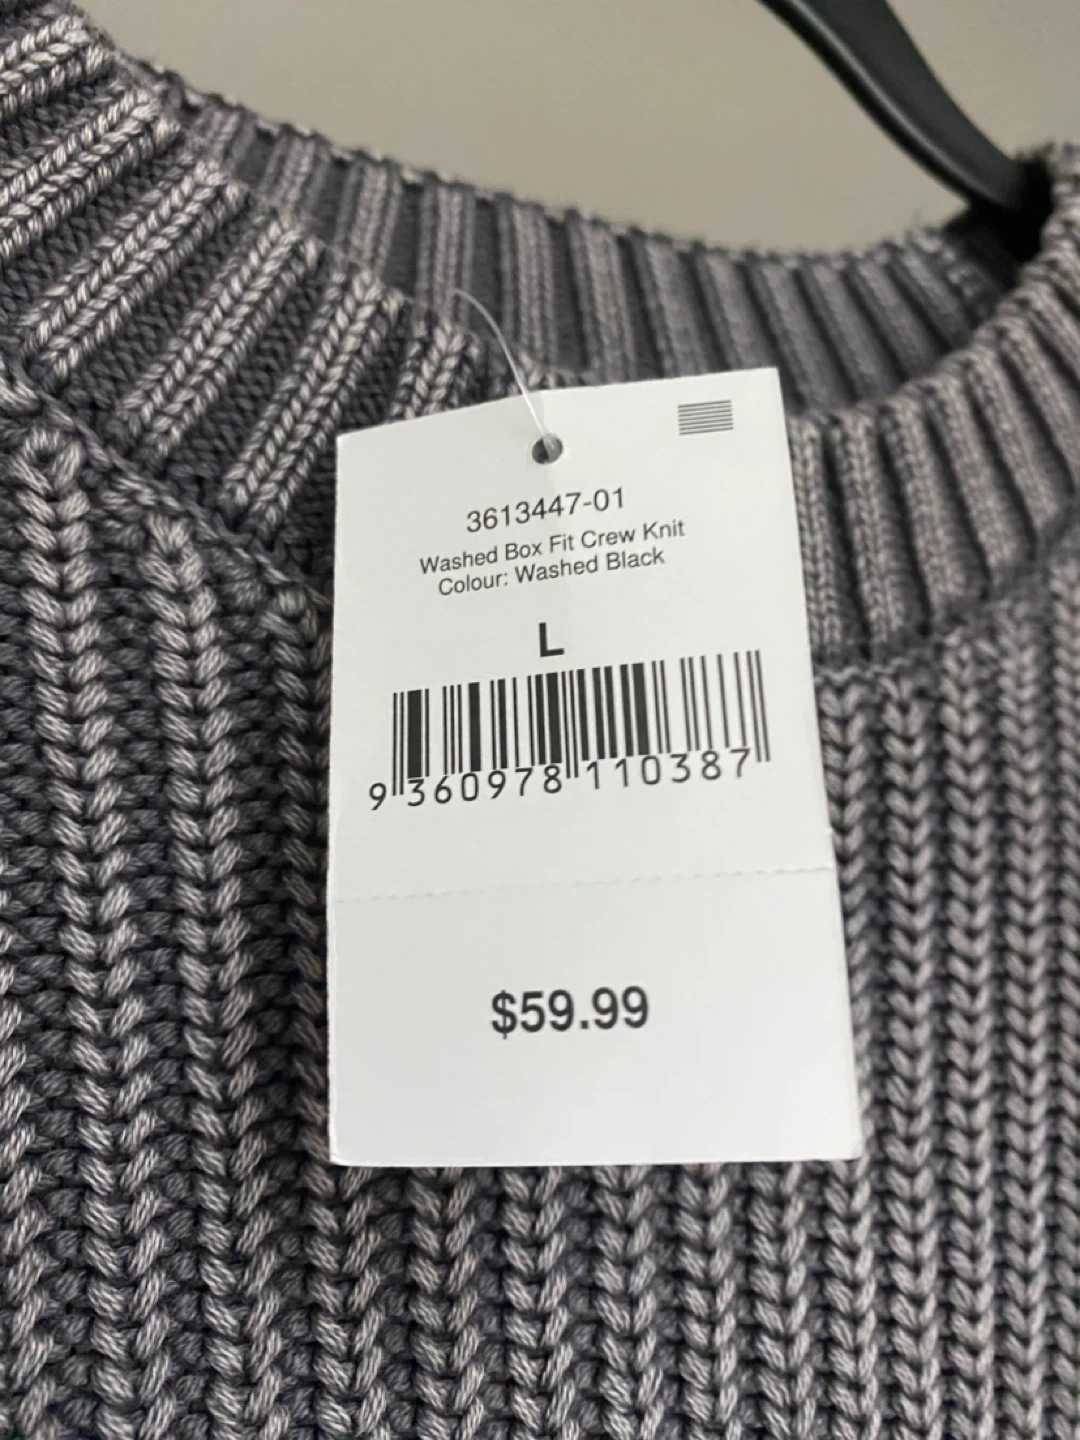 3613447-01
Washed Box Fit Crew Knit
Colour: Washed Black
L
9 360978 110387
$59.99